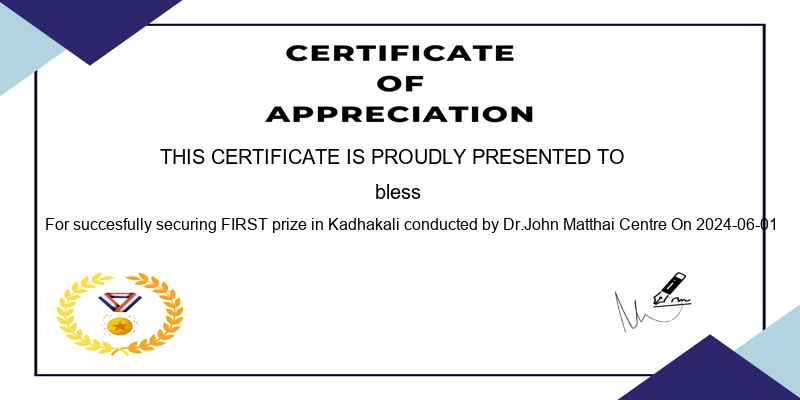 CERTIFICATE
OF
APPRECIATION
THIS CERTIFICATE IS PROUDLY PRESENTED TO
bless
For succesfully securing FIRST prize in Kadhakali conducted by Dr.John Matthai Centre On 2024-06-01